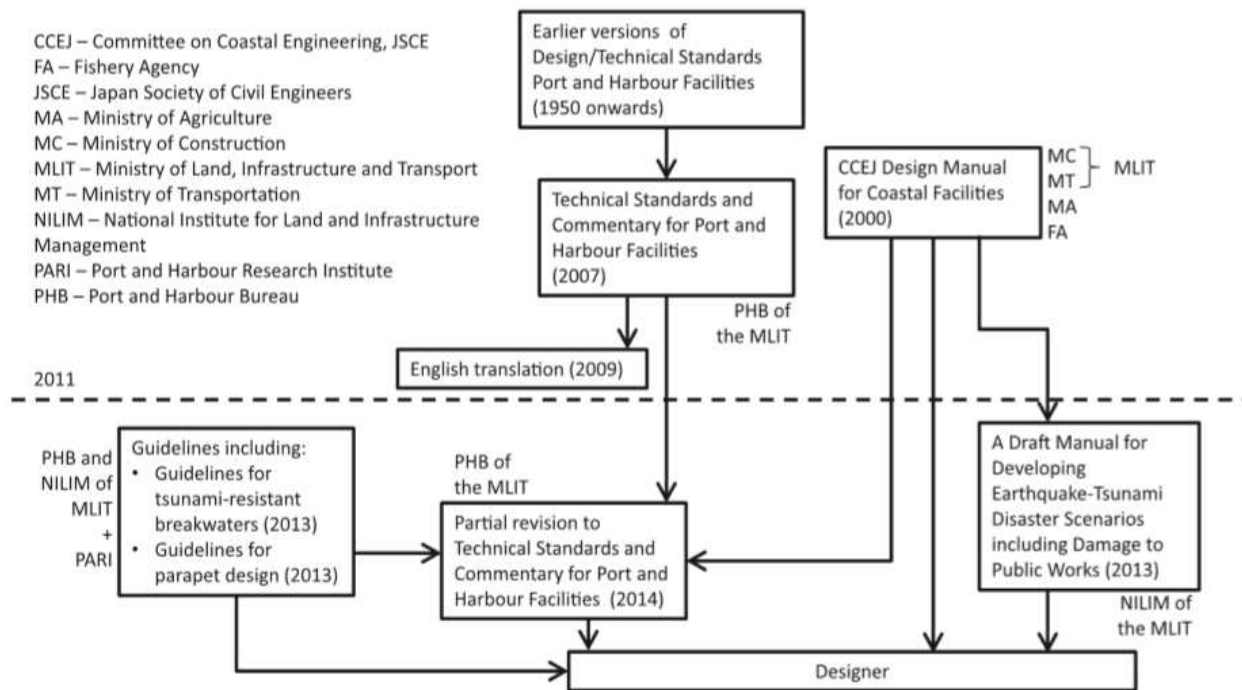 CCEJ – Committee on Coastal Engineering, JSCE
FA – Fishery Agency
JSCE – Japan Society of Civil Engineers
MA – Ministry of Agriculture
MC – Ministry of Construction
MLIT – Ministry of Land, Infrastructure and Transport
MT – Ministry of Transportation
NILIM – National Institute for Land and Infrastructure
Management
PARI – Port and Harbour Research Institute
PHB – Port and Harbour Bureau
Earlier versions of
Design/Technical Standards
Port and Harbour Facilities
(1950 onwards)
Technical Standards and
Commentary for Port and
Harbour Facilities
(2007)
PHB of
the MLIT
English translation (2009)
CCEJ Design Manual
for Coastal Facilities
(2000)
MC
MT
MLIT
MA
FA
2011
PHB and
NILIM of
MLIT
+
PARI
Guidelines including:
• Guidelines for
tsunami-resistant
breakwaters (2013)
• Guidelines for
parapet design (2013)
PHB of
the MLIT
Partial revision to
Technical Standards and
Commentary for Port and
Harbour Facilities (2014)
A Draft Manual for
Developing
Earthquake-Tsunami
Disaster Scenarios
including Damage to
Public Works (2013)
NILIM of
the MLIT
Designer